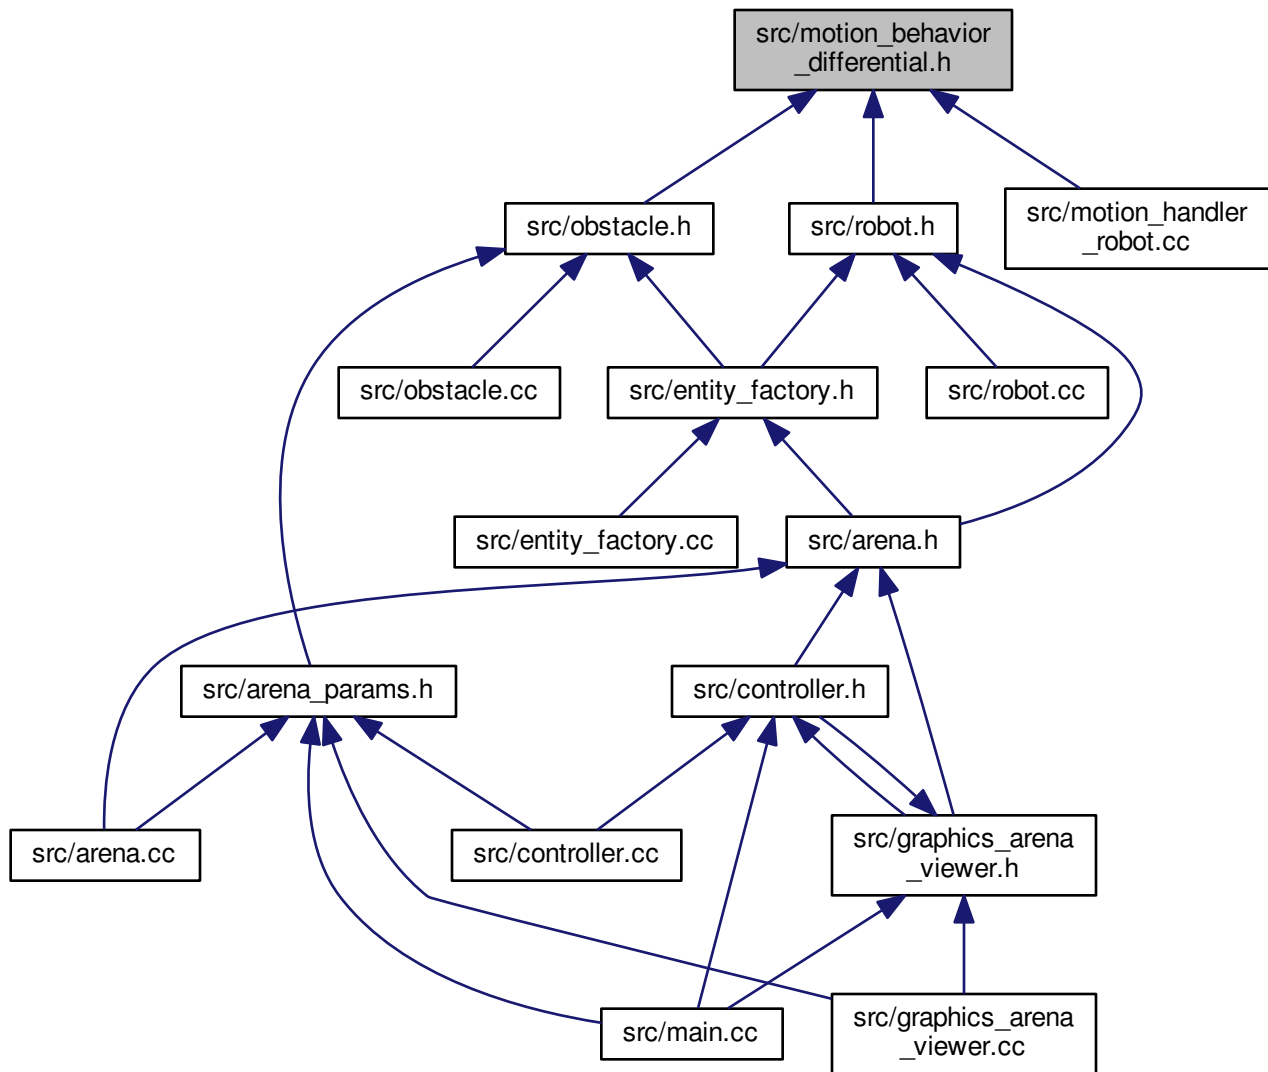 src/motion_behavior
_differential.h
src/obstacle.h
src/robot.h
src/motion_handler
_robot.cc
src/obstacle.cc
src/entity_factory.h
src/robot.cc
src/entity_factory.cc
src/arena.h
src/arena_params.h
src/controller.h
src/arena.cc
src/controller.cc
src/graphics_arena
_viewer.h
src/main.cc
src/graphics_arena
_viewer.cc